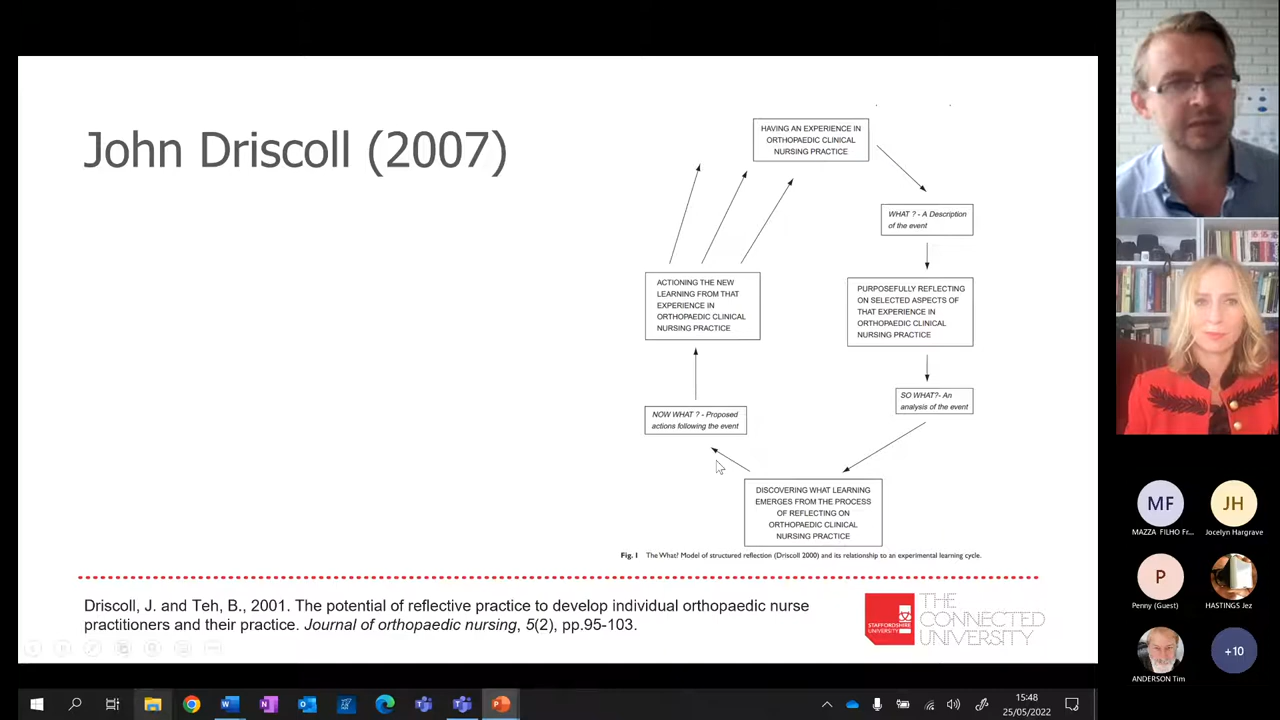 John Driscoll (2007)
HAVING AN EXPERIENCE IN
ORTHOPAEDIC CLINICAL
NURSING PRACTICE
WHAT ? - A Description
of the event
PURPOSEFULLY REFLECTING
ON SELECTED ASPECTS OF
THAT EXPERIENCE IN
ORTHOPAEDIC CLINICAL
NURSING PRACTICE
SO WHAT?- An
analysis of the event
DISCOVERING WHAT LEARNING
EMERGES FROM THE PROCESS
OF REFLECTING ON
ORTHOPAEDIC CLINICAL
NURSING PRACTICE
NOW WHAT ? - Proposed
actions following the event
ACTIONING THE NEW
LEARNING FROM THAT
EXPERIENCE IN
ORTHOPAEDIC CLINICAL
NURSING PRACTICE
Fig. 1 The What? Model of structured reflection (Driscoll 2000) and its relationship to an experimental learning cycle.
Driscoll, J. and Teh, B., 2001. The potential of reflective practice to develop individual orthopaedic nurse
practitioners and their practice. Journal of orthopaedic nursing, 5(2), pp.95-103.
STAFFORDSHIRE
UNIVERSITY
THE
CONNECTED
UNIVERSITY
MF
MAZZA FILHO Fr...
JH
Jocelyn Hargrave
P
Penny (Guest)
HASTINGS Jez
ANDERSON Tim
+10
15:48
25/05/2022